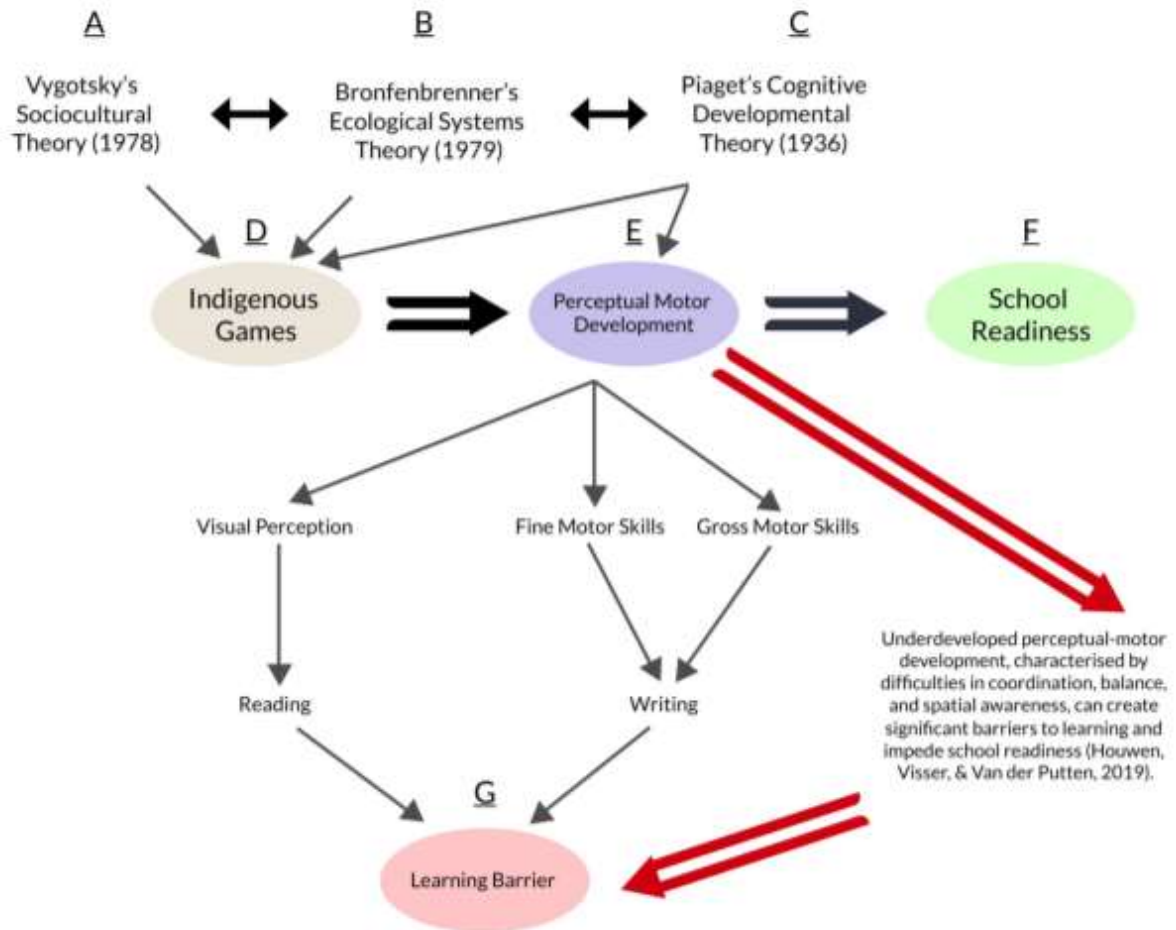 A
B
C
Vygotsky's
Sociocultural
Theory (1978)
Bronfenbrenner's
Ecological Systems
Theory (1979)
Piaget's Cognitive
Developmental
Theory (1936)
D
E
F
Indigenous
Games
Perceptual Motor
Development
School
Readiness
Visual Perception
Fine Motor Skills
Gross Motor Skills
Reading
Writing
Underdeveloped perceptual-motor
development, characterised by
difficulties in coordination, balance,
and spatial awareness, can create
significant barriers to learning and
impede school readiness (Houwen,
Visser, & Van der Putten, 2019).
G
Learning Barrier